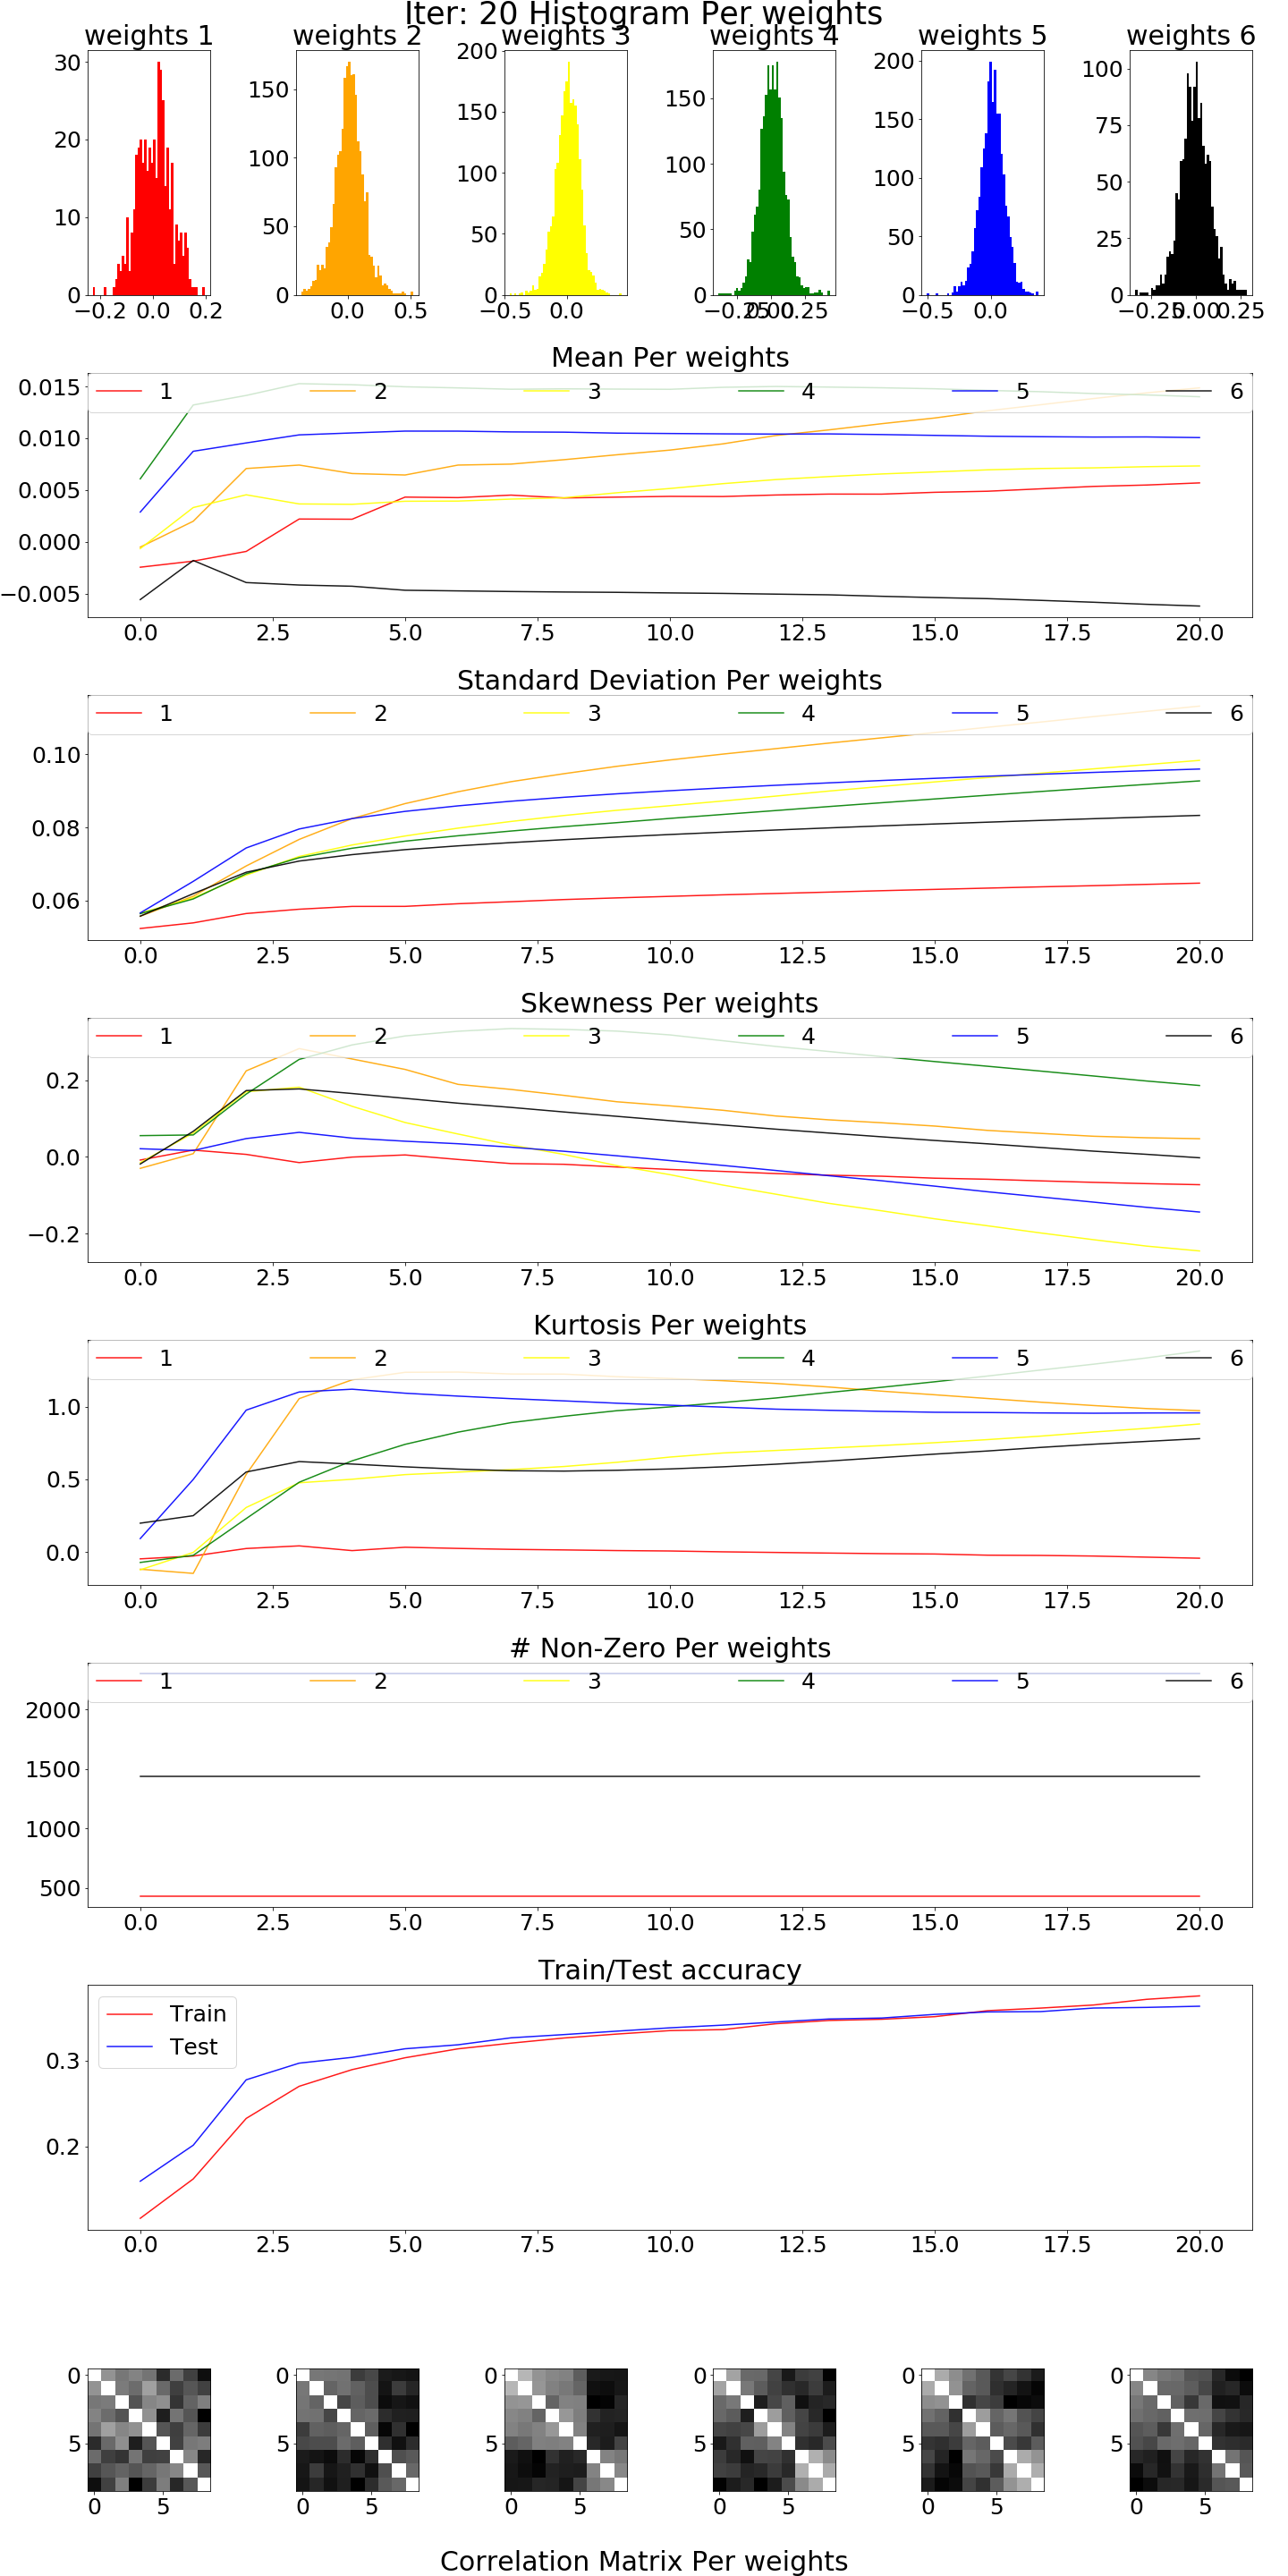 Iter: 20 Histogram Per weights
weights 1 weights 2 weights 3 weights 4 weights 5 weights 6
30
20
10
0
−0.2 0.0 0.2
150
100
50
0
0.0 0.5
200
150
100
50
0
−0.5 0.0
150
100
50
0
−0.25 0.00 0.25
200
150
100
50
0
−0.5 0.0
100
75
50
25
0
−0.25 0.00 0.25
Mean Per weights
1 2 3 4 5 6
0.015
0.010
0.005
0.000
−0.005
0.0 2.5 5.0 7.5 10.0 12.5 15.0 17.5 20.0
Standard Deviation Per weights
1 2 3 4 5 6
0.10
0.08
0.06
0.0 2.5 5.0 7.5 10.0 12.5 15.0 17.5 20.0
Skewness Per weights
1 2 3 4 5 6
0.2
0.0
−0.2
0.0 2.5 5.0 7.5 10.0 12.5 15.0 17.5 20.0
Kurtosis Per weights
1 2 3 4 5 6
1.0
0.5
0.0
0.0 2.5 5.0 7.5 10.0 12.5 15.0 17.5 20.0
# Non-Zero Per weights
1 2 3 4 5 6
2000
1500
1000
500
0.0 2.5 5.0 7.5 10.0 12.5 15.0 17.5 20.0
Train/Test accuracy
Train
Test
0.3
0.2
0.0 2.5 5.0 7.5 10.0 12.5 15.0 17.5 20.0
0 0 0 0 0 0
5 5 5 5 5 5
0 5 0 5 0 5 0 5 0 5 0 5
Correlation Matrix Per weights